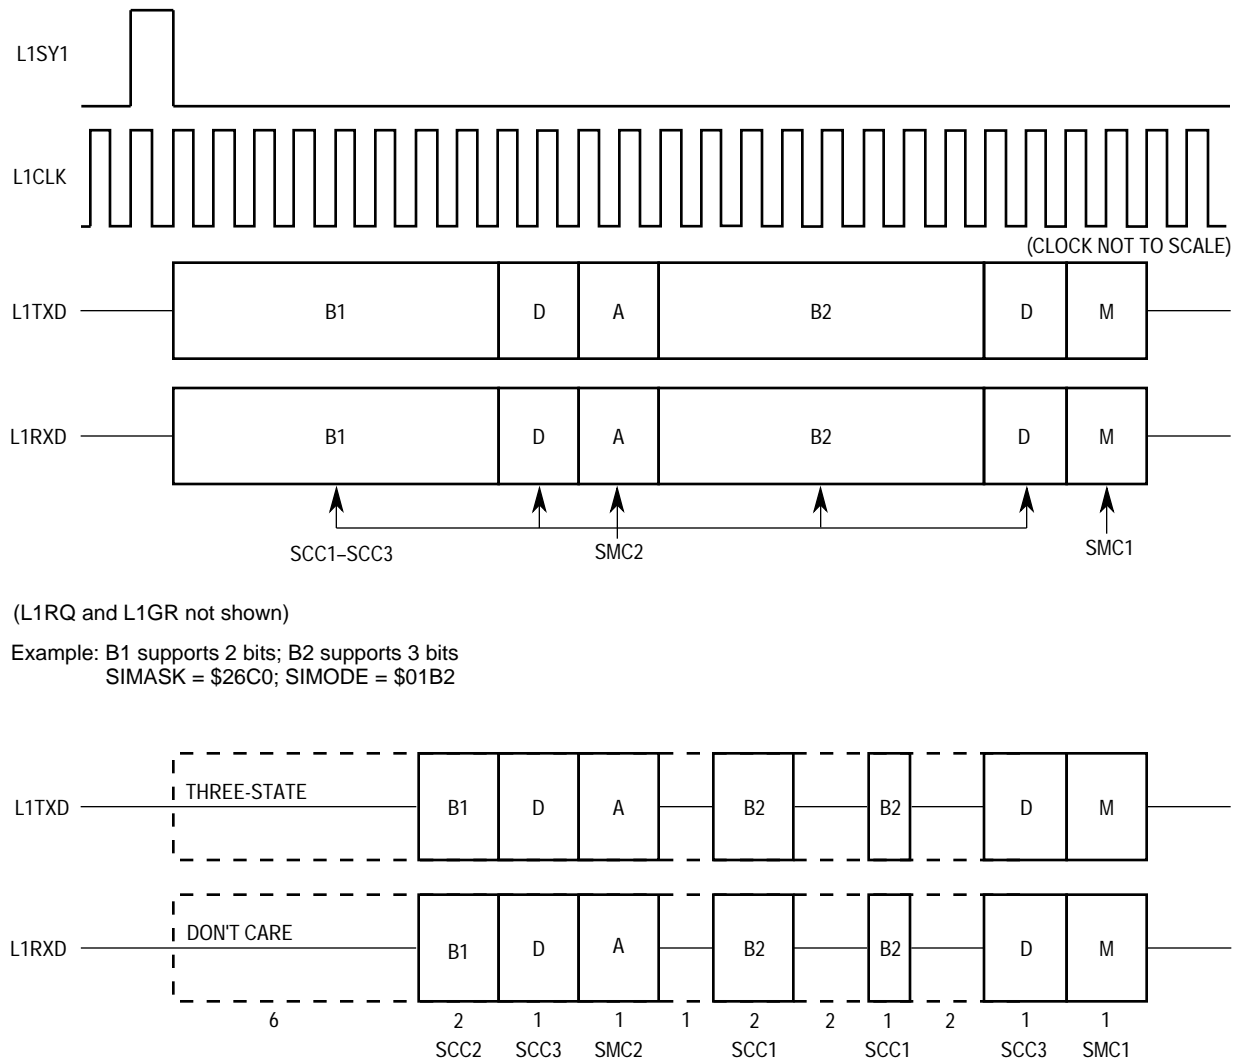 L1SY1
L1CLK
(CLOCK NOT TO SCALE)
L1TXD B1 D A B2 D M
L1RXD B1 D A B2 D M
SCC1–SCC3 SMC2 SMC1
(L1RQ and L1GR not shown)
Example: B1 supports 2 bits; B2 supports 3 bits
SIMASK = $26C0; SIMODE = $01B2
L1TXD THREE-STATE B1 D A B2 B2 D M
L1RXD DON'T CARE B1 D A B2 B2 D M
6 2 1 1 1 2 2 1 2 1 1
SCC2 SCC3 SMC2 SCC1 SCC1 SCC3 SMC1